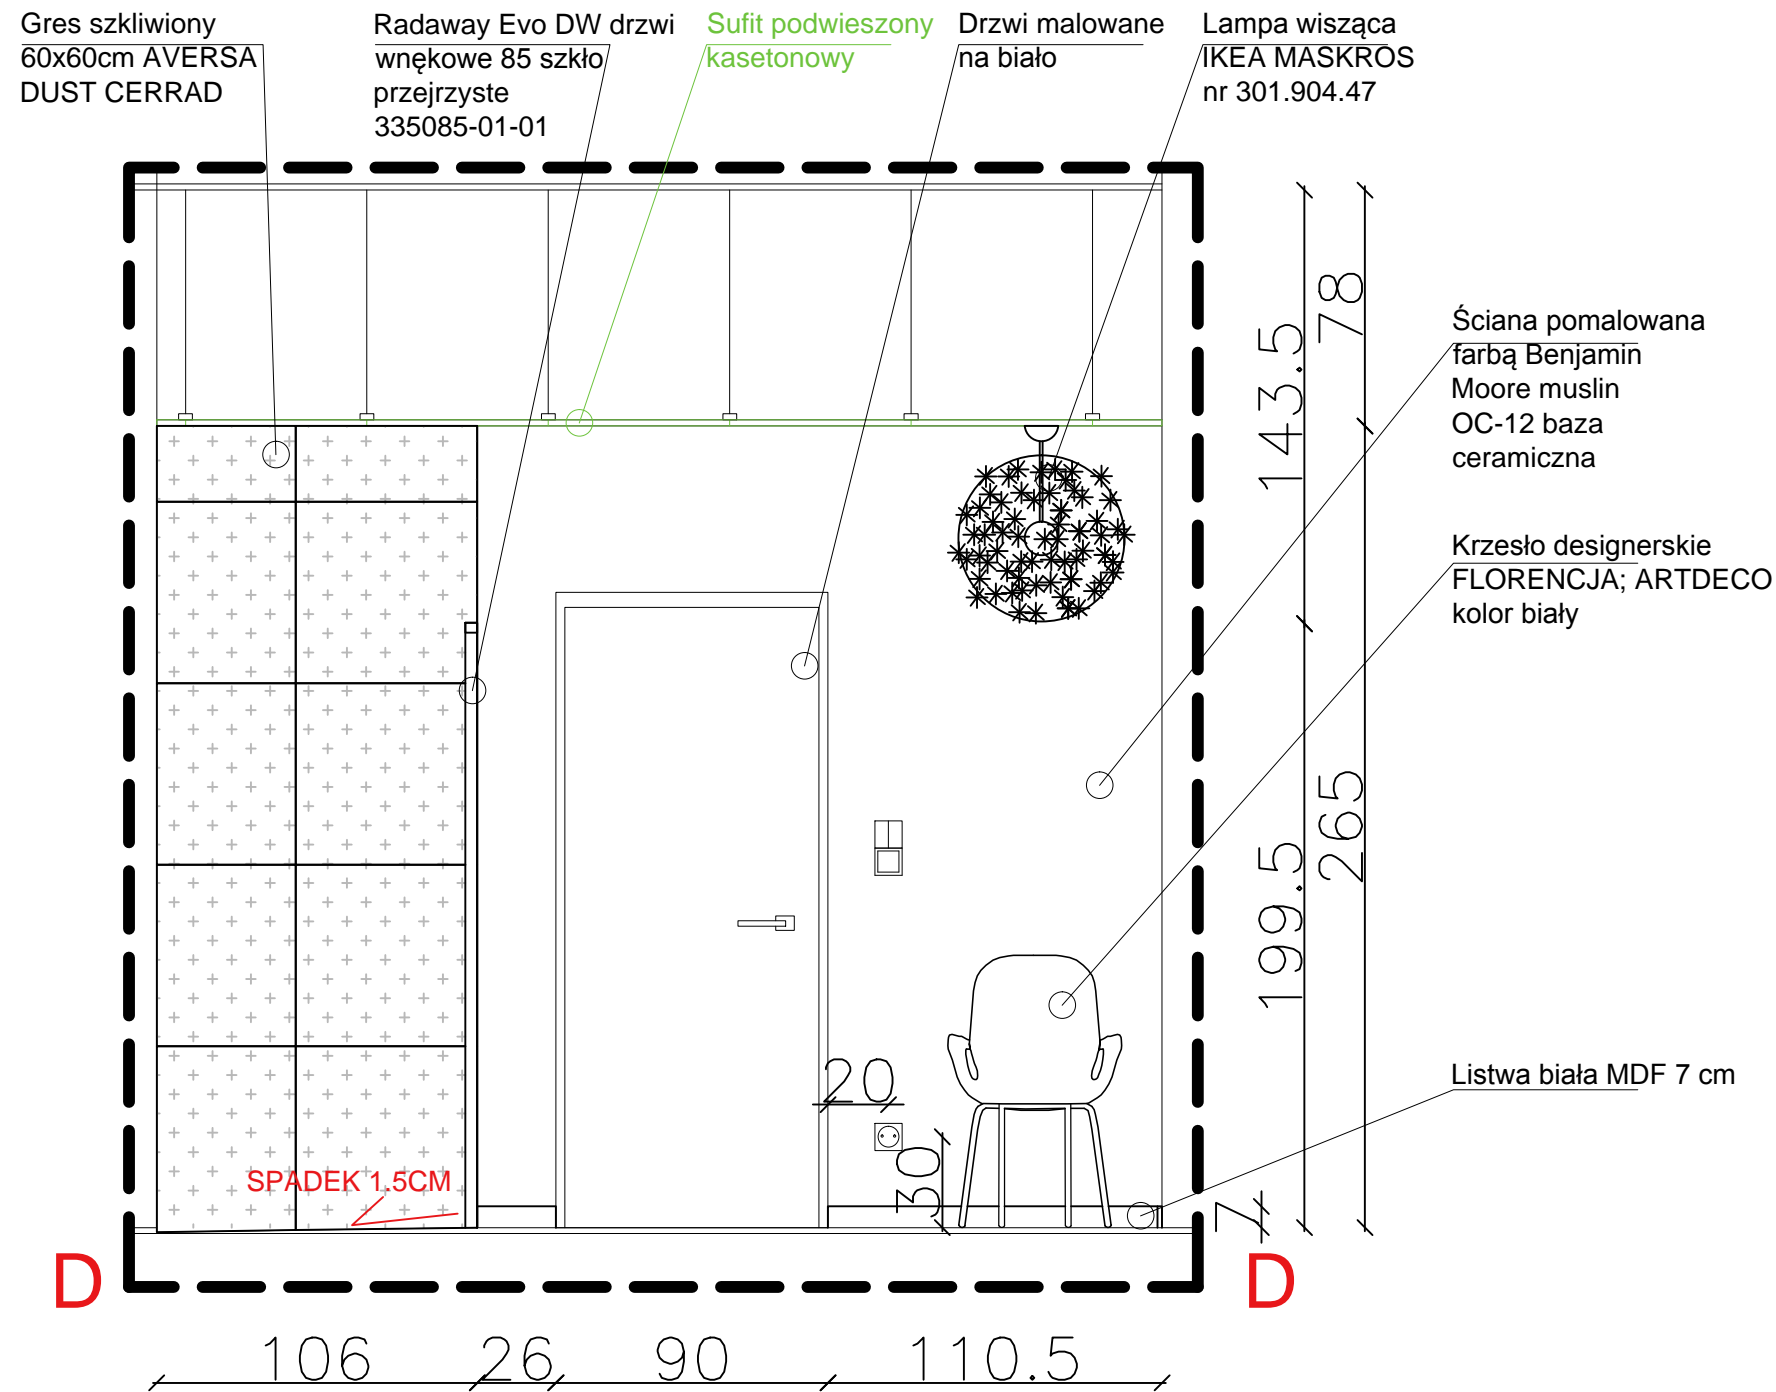 Gres szkliwiony
60x60cm AVERSA
DUST CERRAD
Radaway Evo DW drzwi
wnękowe 85 szkło
przejrzyste
335085-01-01
Sufit podwieszony
kasetonowy
Drzwi malowane
na biało
Lampa wisząca
IKEA MASKROS
nr 301.904.47
Ściana pomalowana
farbą Benjamin
Moore muslin
OC-12 baza
ceramiczna
Krzesło designerskie
FLORENCJA; ARTDECO
kolor biały
Listwa biała MDF 7 cm
143.5
78
199.5
265
7
20
30
SPADEK 1.5CM
D
D
106
26
90
110.5